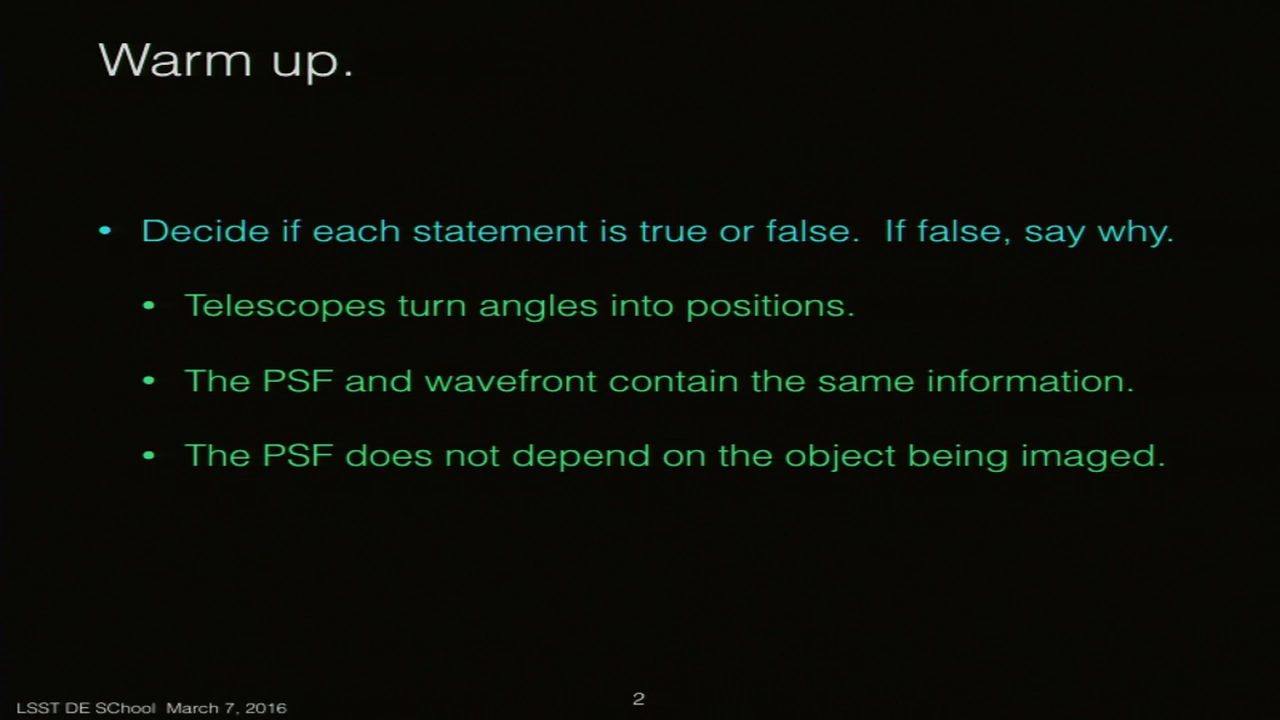 Warm up.
• Decide if each statement is true or false. If false, say why.
• Telescopes turn angles into positions.
• The PSF and wavefront contain the same information.
• The PSF does not depend on the object being imaged.
LSST DE SChool March 7, 2016
2